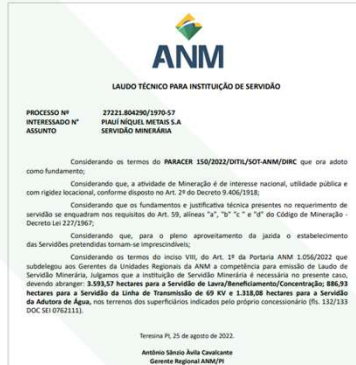 ANM
LAUDO TÉCNICO PARA INSTITUIÇÃO DE SERVIDÃO
PROCESSO Nº 27221.804290/1970-57
INTERESSADO N° PIAUÍ NÍQUEL METAIS S.A
ASSUNTO SERVIDÃO MINERÁRIA
Considerando os termos do PARACER 150/2022/DITIL/SOT-ANM/DIRC que ora adoto
como fundamento;
Considerando que, a atividade de Mineração é de interesse nacional, utilidade pública e
com rigidez locacional, conforme disposto no Art. 2º do Decreto 9.406/1918;
Considerando que os fundamentos e justificativa técnica presentes no requerimento de
servidão se enquadram nos requisitos do Art. 59, alíneas "a", "b" "c " e "d" do Código de Mineração -
Decreto Lei 227/1967;
Considerando que, para o pleno aproveitamento da jazida o estabelecimento
das Servidões pretendidas tornam-se imprescindíveis;
Considerando os termos do inciso VIII, do Art. 1º da Portaria ANM 1.056/2022 que
subdelegou aos Gerentes da Unidades Regionais da ANM a competência para emissão de Laudo de
Servidão Minerária, Julgamos que a instituição de Servidão Minerária é necessária no presente caso,
devendo abranger: 3.593,57 hectares para a Servidão de Lavra/Beneficiamento/Concentração; 886,93
hectares para a Servidão da Linha de Transmissão de 69 KV e 1.318,08 hectares para a Servidão
da Adutora de Água, nos terrenos dos superficiários indicados pelo próprio concessionário (fls. 132/133
DOC SEI 0762111).
Teresina PI, 25 de agosto de 2022.
Antônio Sânzio Ávila Cavalcante
Gerente Regional ANM/PI